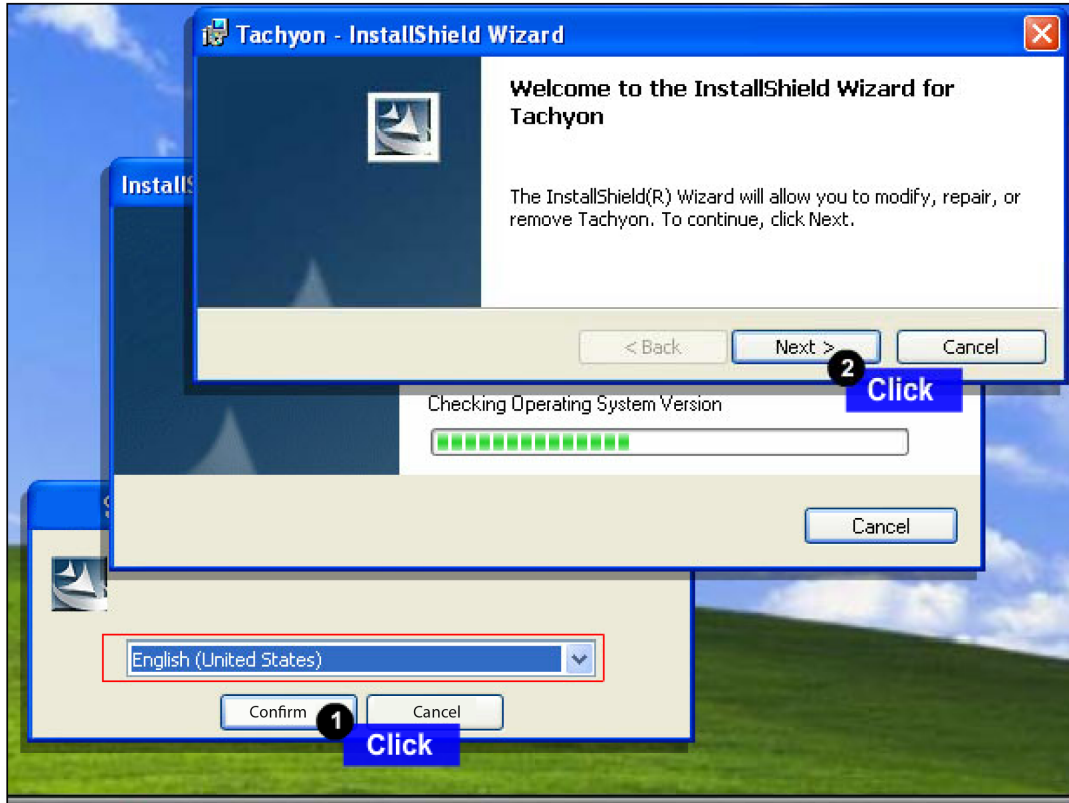 Tachyon - InstallShield Wizard
Welcome to the InstallShield Wizard for
Tachyon
The InstallShield(R) Wizard will allow you to modify, repair, or
remove Tachyon. To continue, click Next.
< Back
Next >
Cancel
2
Click
InstallS
Checking Operating System Version
Cancel
English (United States)
Confirm
Cancel
1
Click